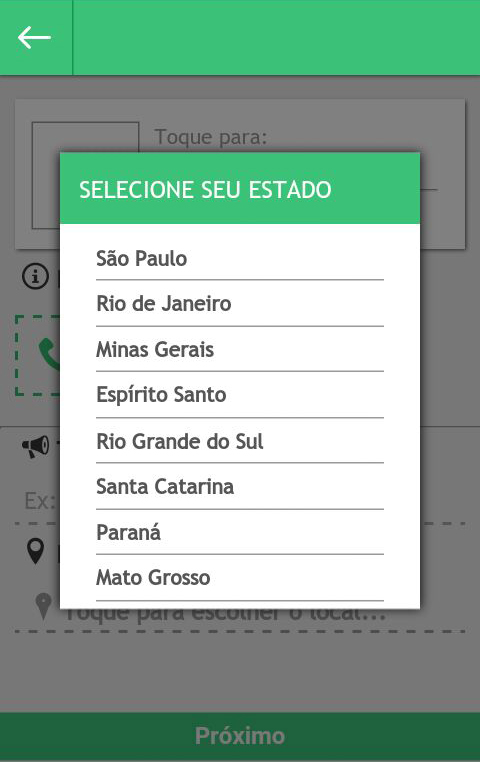 Toque para:
SELECIONE SEU ESTADO
São Paulo
Rio de Janeiro
Minas Gerais
Espírito Santo
Rio Grande do Sul
Santa Catarina
Ex:
Paraná
Mato Grosso
Toque para escolher o local...
Próximo